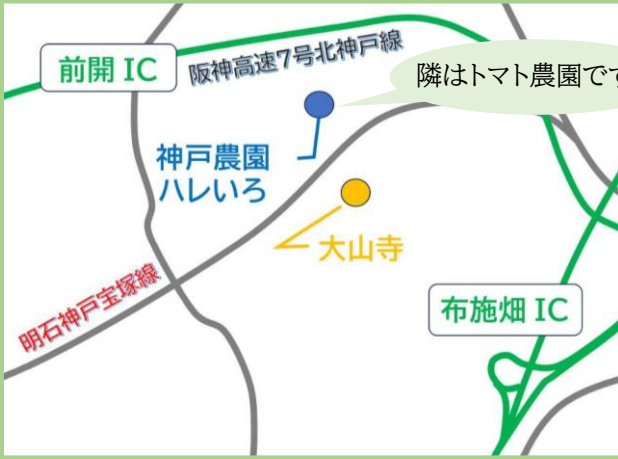 前開 IC
阪神高速7号北神戸線
隣はトマト農園です
神戸農園
ハレいろ
大山寺
明石神戸宝塚線
布施畑 IC